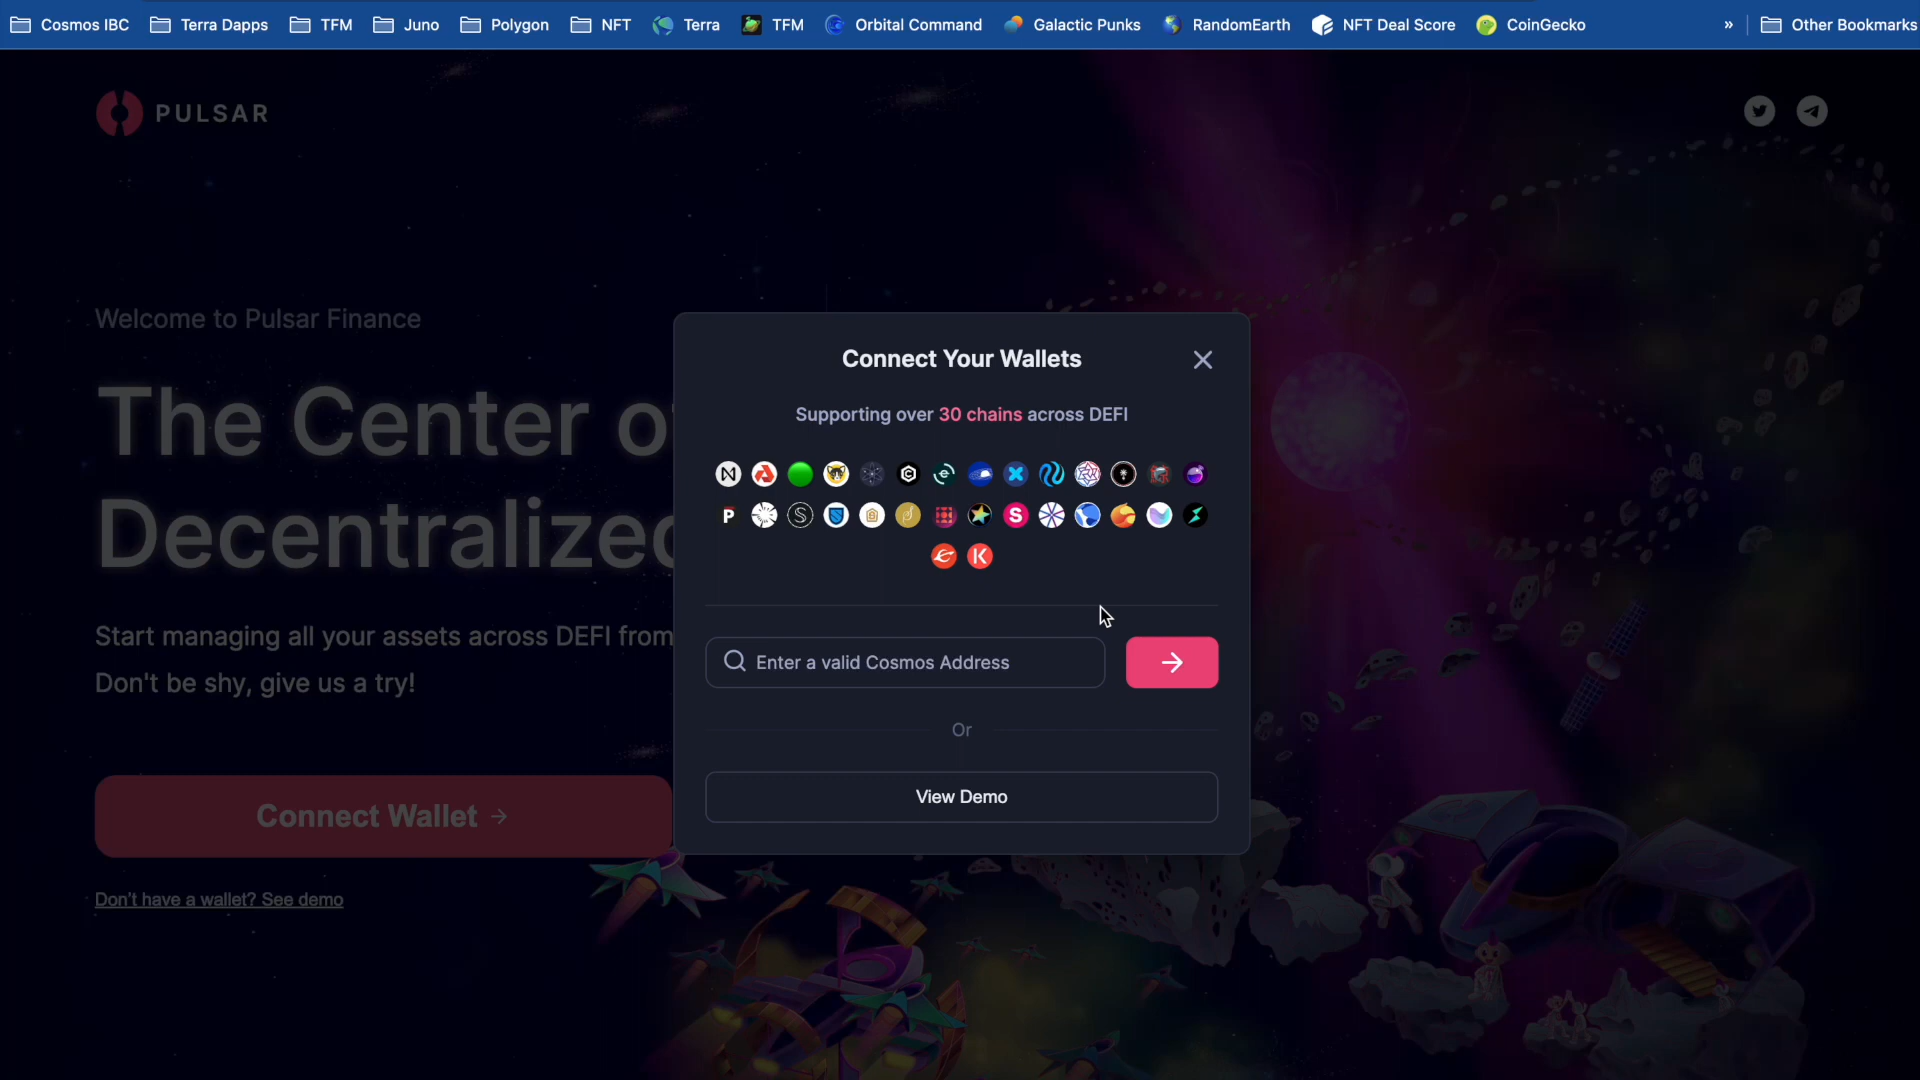 Cosmos IBC Terra Dapps TFM Juno Polygon NFT Terra TFM Orbital Command Galactic Punks RandomEarth NFT Deal Score CoinGecko » Other Bookmarks
PULSAR
Welcome to Pulsar Finance
The Center o
Decentralized
Start managing all your assets across DEFI from
Don't be shy, give us a try!
Connect Wallet →
Don't have a wallet? See demo
Connect Your Wallets
Supporting over 30 chains across DEFI
Enter a valid Cosmos Address
Or
View Demo